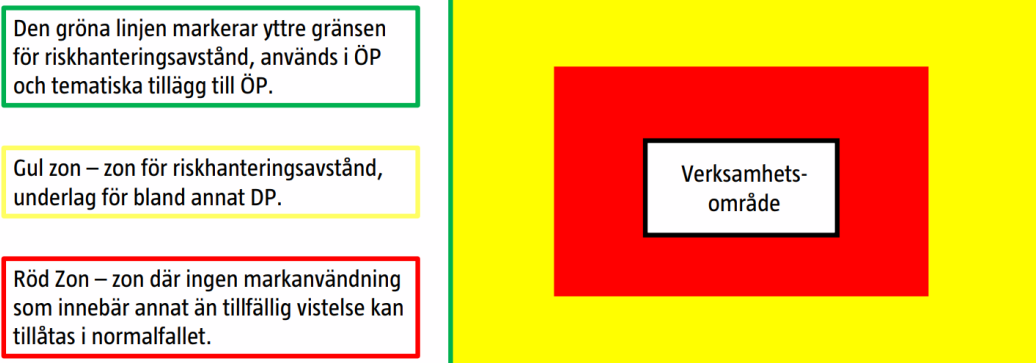 Den gröna linjen markerar yttre gränsen
för riskhanteringsavstånd, används i ÖP
och tematiska tillägg till ÖP.
Gul zon – zon för riskhanteringsavstånd,
underlag för bland annat DP.
Röd Zon – zon där ingen markanvändning
som innebär annat än tillfällig vistelse kan
tillåtas i normalfallet.
Verksamhets-
område